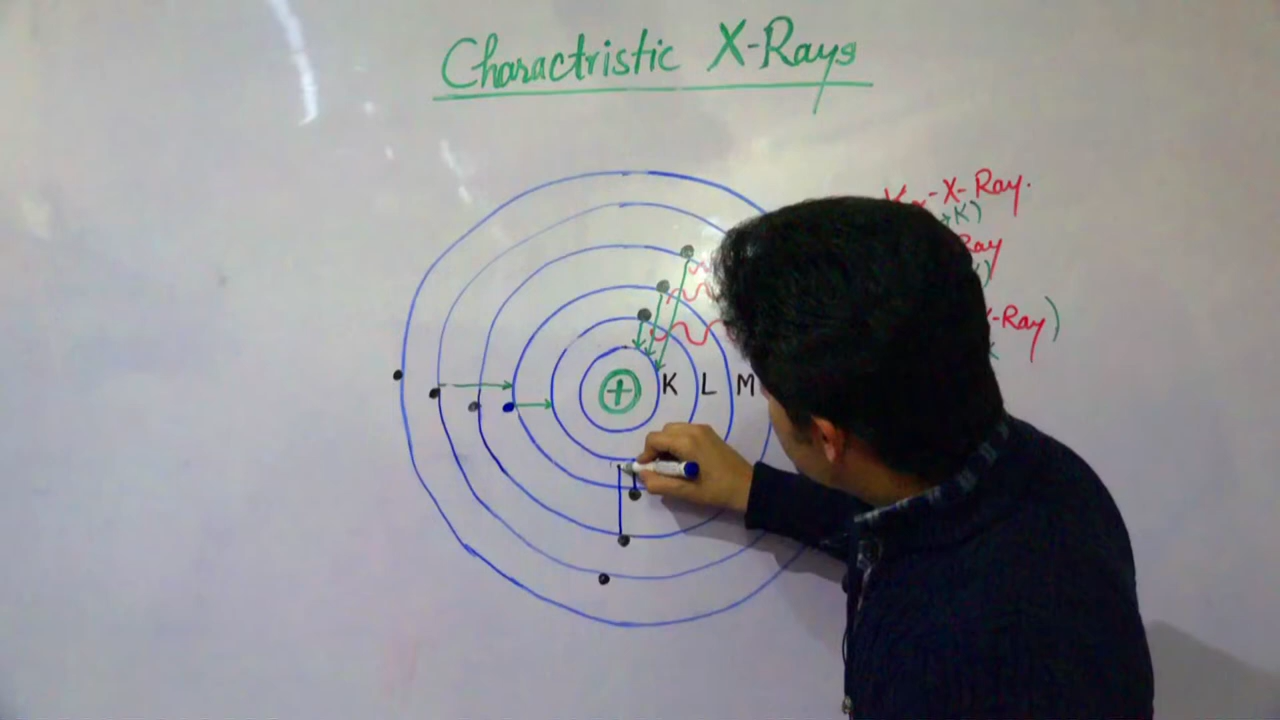 Charactristic X-Rays
-X-Ray.
K)
Ray
-Ray)
K
+ K L M